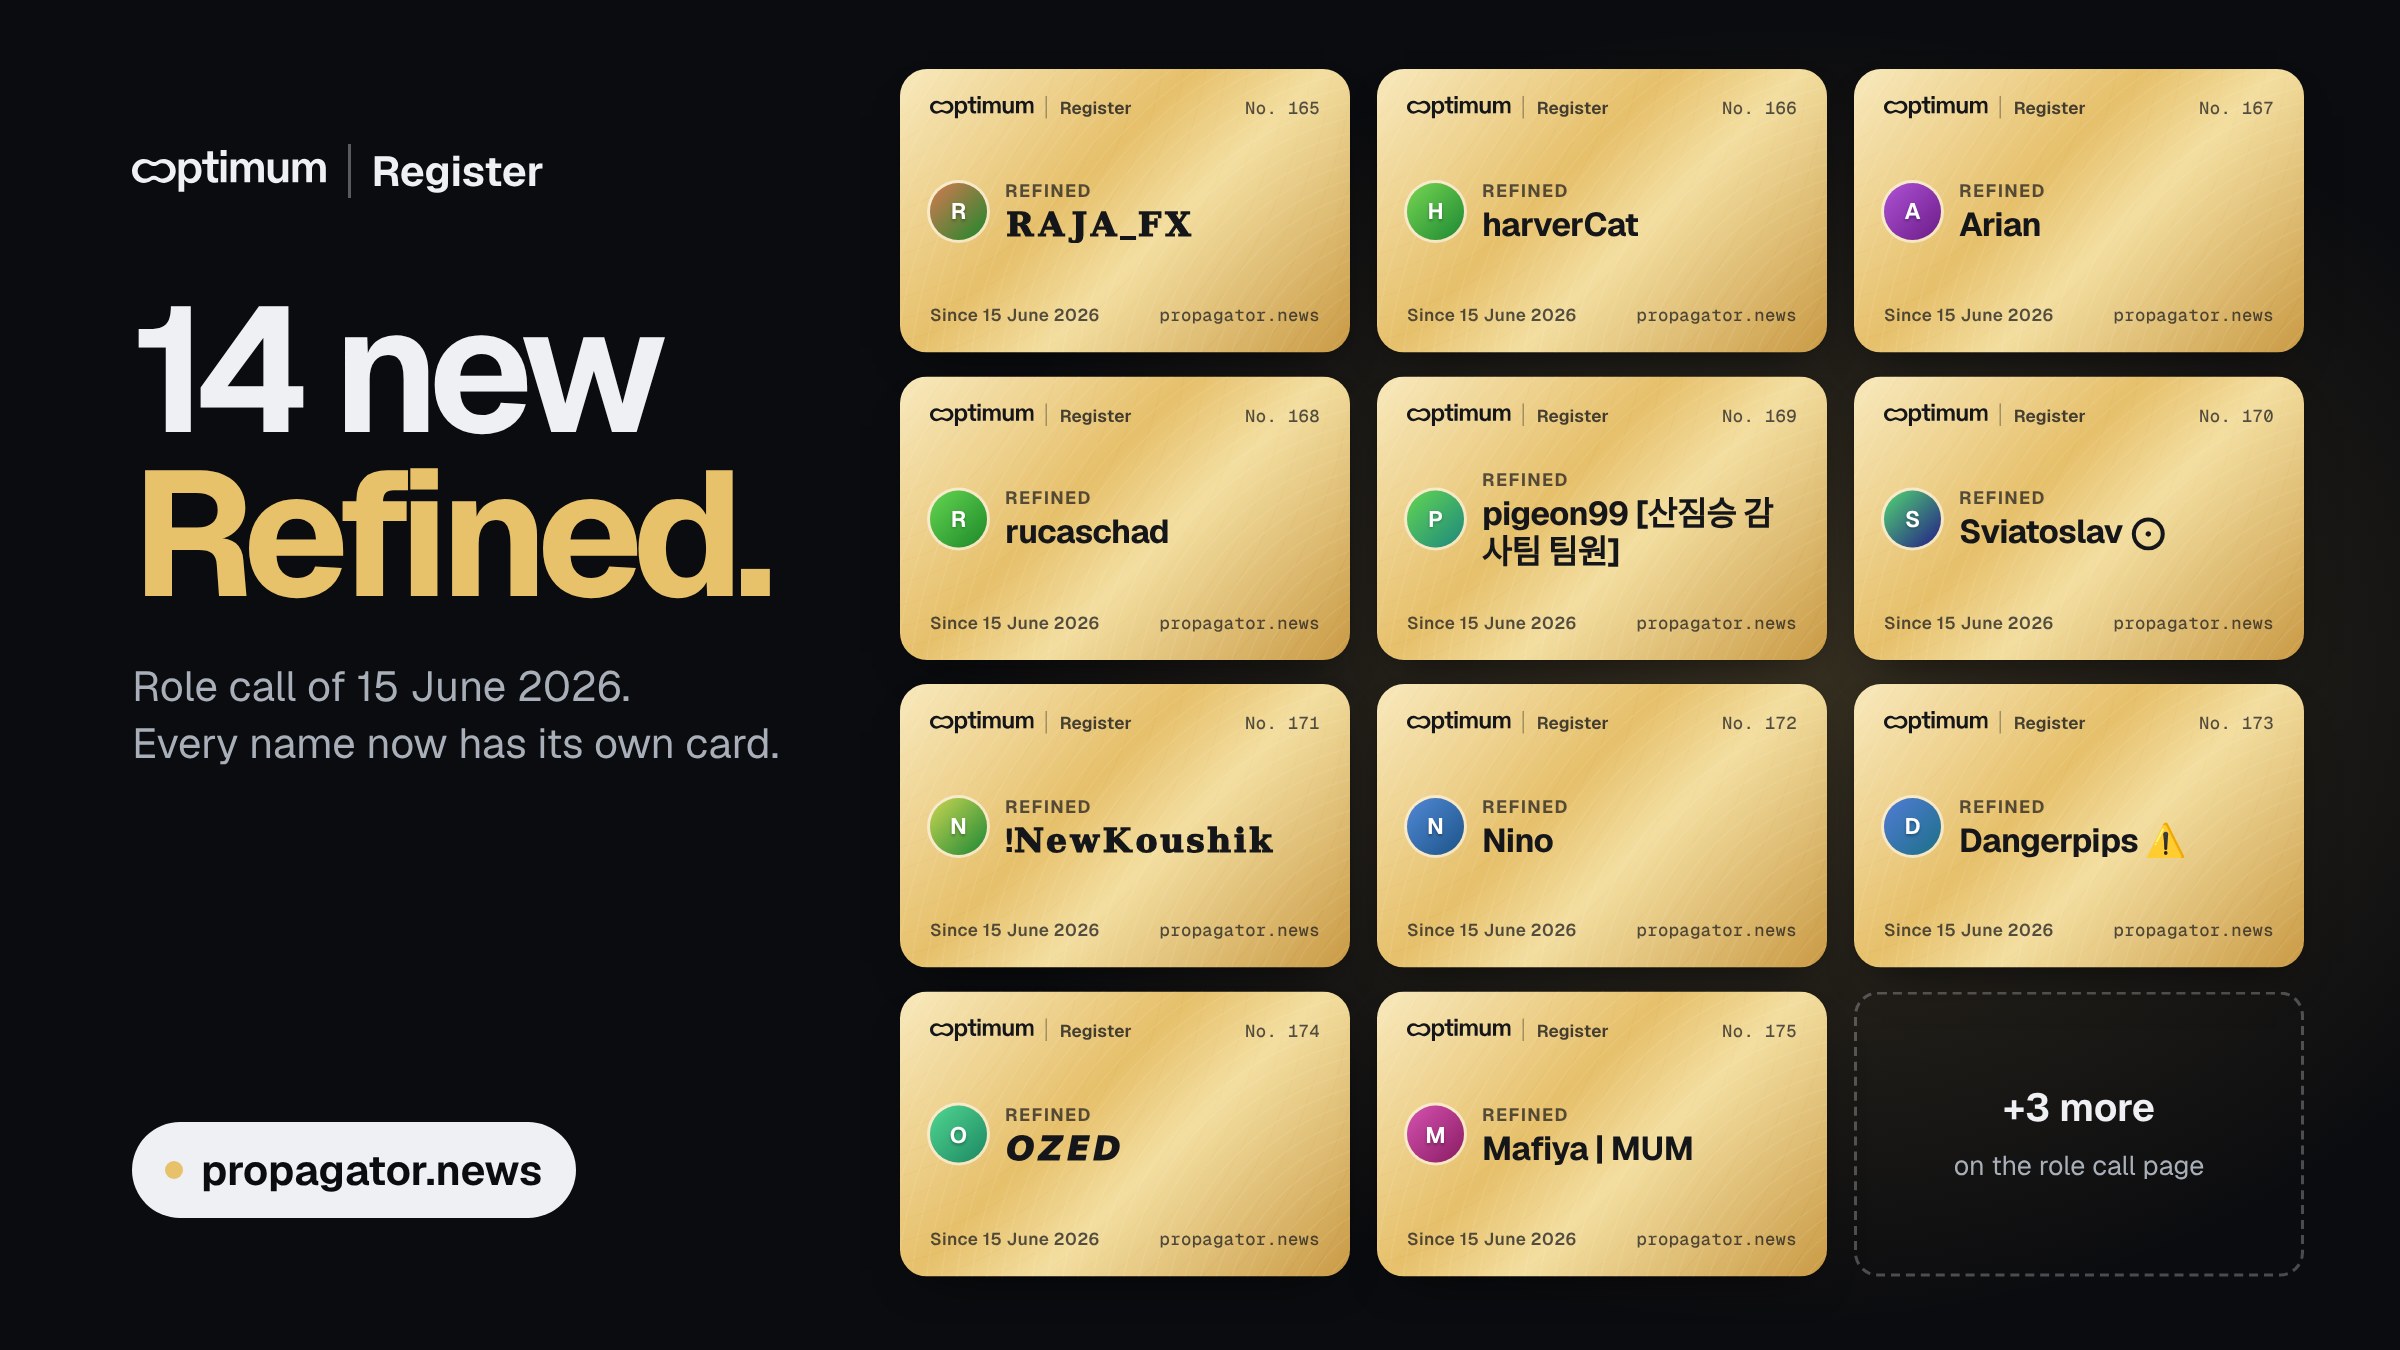 optimum | Register
14 new
Refined.
Role call of 15 June 2026.
Every name now has its own card.
propagator.news
optimum | Register No. 165
R
REFINED
RAJA_FX
Since 15 June 2026 propagator.news
optimum | Register No. 166
H
REFINED
harverCat
Since 15 June 2026 propagator.news
optimum | Register No. 167
A
REFINED
Arian
Since 15 June 2026 propagator.news
optimum | Register No. 168
R
REFINED
rucaschad
Since 15 June 2026 propagator.news
optimum | Register No. 169
P
REFINED
pigeon99 [산짐승 감
사팀 팀원]
Since 15 June 2026 propagator.news
optimum | Register No. 170
S
REFINED
Sviatoslav ⊙
Since 15 June 2026 propagator.news
optimum | Register No. 171
N
REFINED
!NewKoushik
Since 15 June 2026 propagator.news
optimum | Register No. 172
N
REFINED
Nino
Since 15 June 2026 propagator.news
optimum | Register No. 173
D
REFINED
Dangerpips ⚠️
Since 15 June 2026 propagator.news
optimum | Register No. 174
O
REFINED
OZED
Since 15 June 2026 propagator.news
optimum | Register No. 175
M
REFINED
Mafiya | MUM
Since 15 June 2026 propagator.news
+3 more
on the role call page